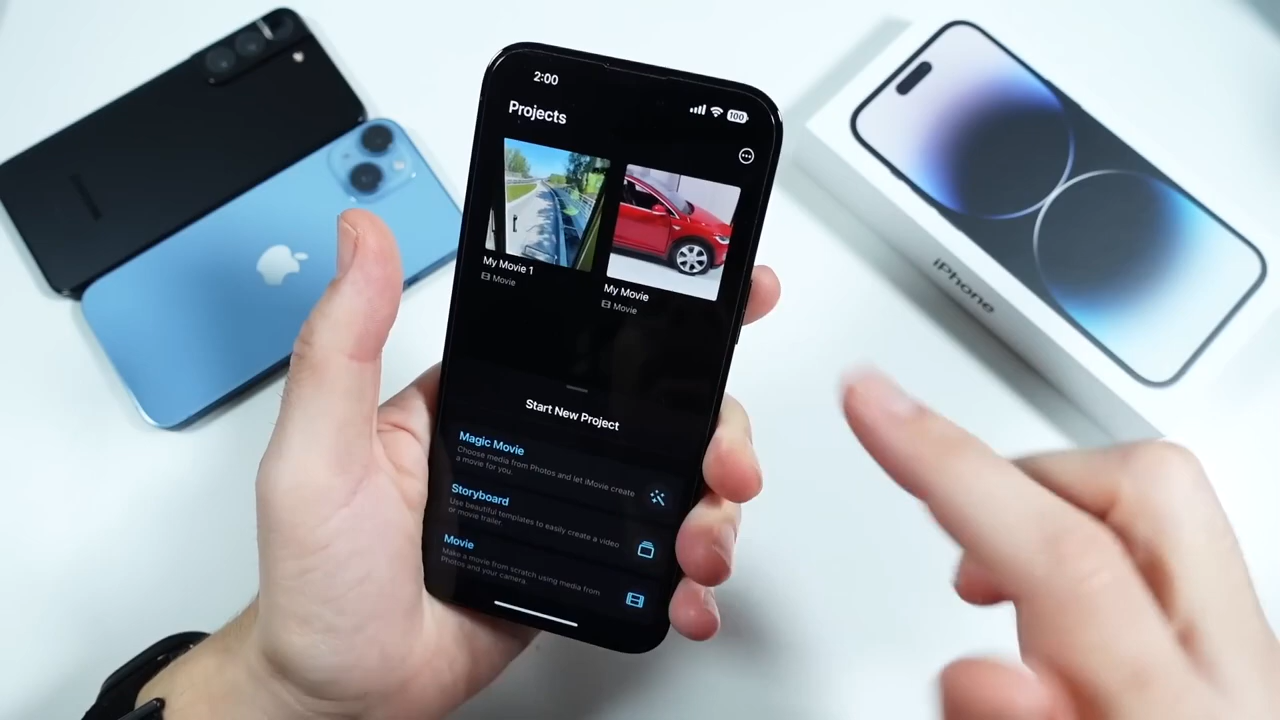 2:00
100
Projects
My Movie 1
Movie
My Movie
Movie
Start New Project
Magic Movie
Choose media from Photos and let iMovie create
a movie for you.
Storyboard
Use beautiful templates to easily create a video
or movie trailer.
Movie
Make a movie from scratch using media from
Photos and your camera.
iPhone